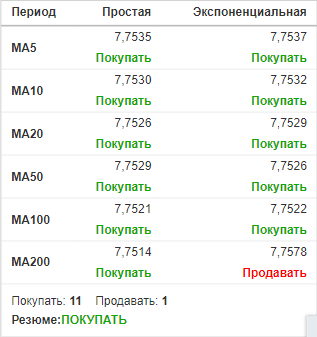 Период Простая Экспоненциальная
MA5 7,7535 7,7537
Покупать Покупать
MA10 7,7530 7,7532
Покупать Покупать
MA20 7,7526 7,7529
Покупать Покупать
MA50 7,7529 7,7526
Покупать Покупать
MA100 7,7521 7,7522
Покупать Покупать
MA200 7,7514 7,7578
Покупать Продавать
Покупать: 11 Продавать: 1
Резюме:ПОКУПАТЬ